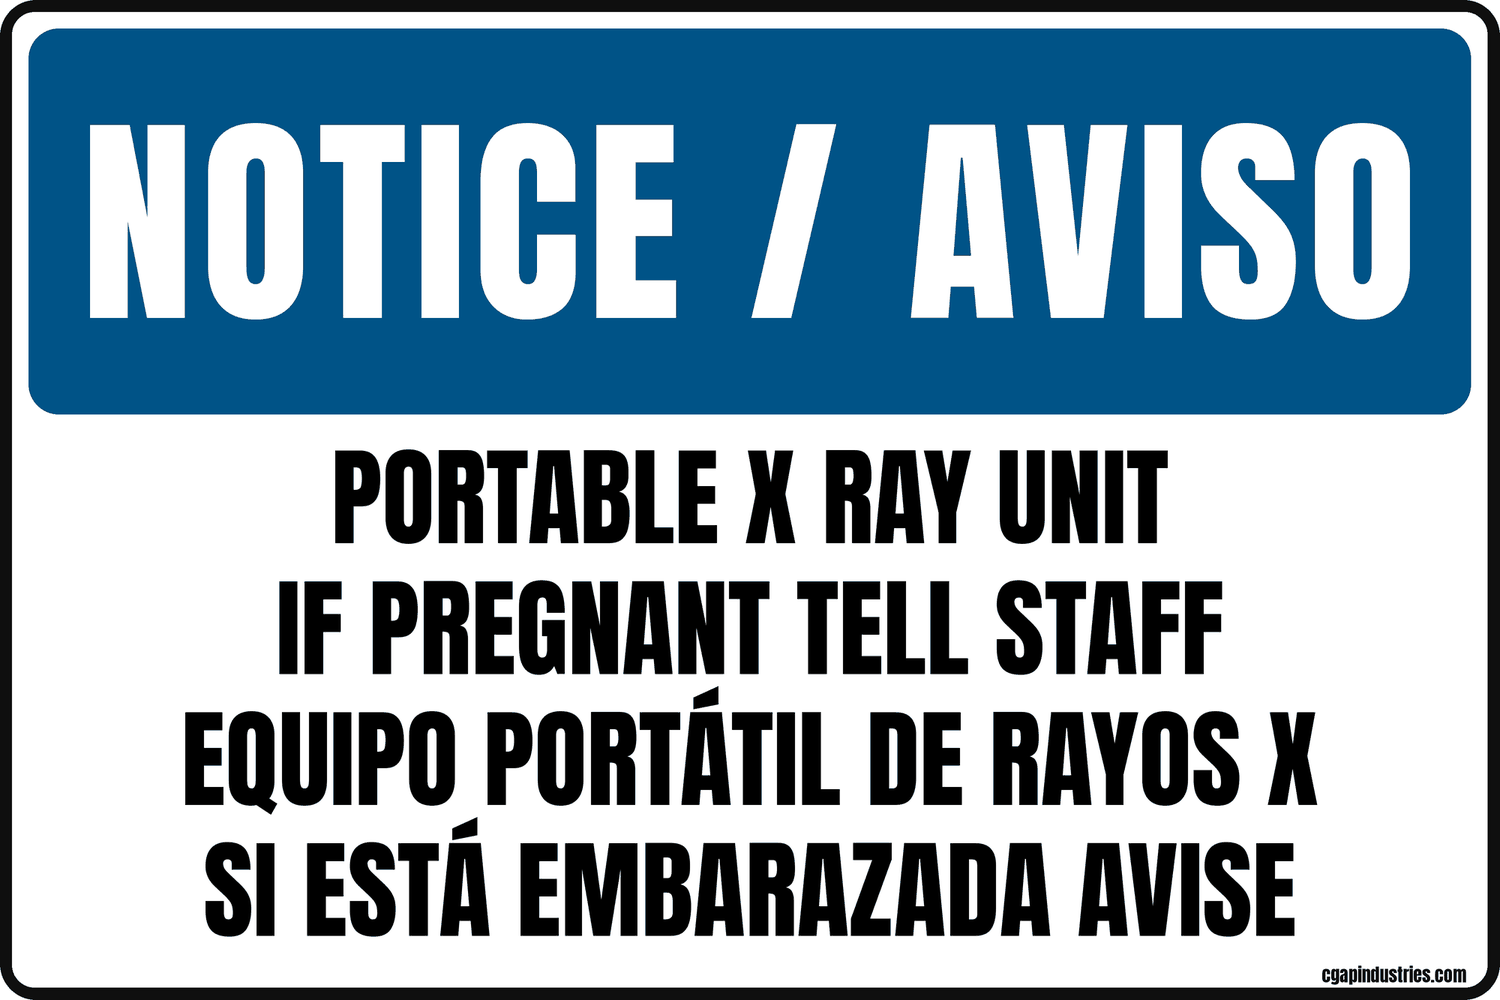 NOTICE / AVISO
PORTABLE X RAY UNIT
IF PREGNANT TELL STAFF
EQUIPO PORTÁTIL DE RAYOS X
SI ESTÁ EMBARAZADA AVISE
cgapindustries.com